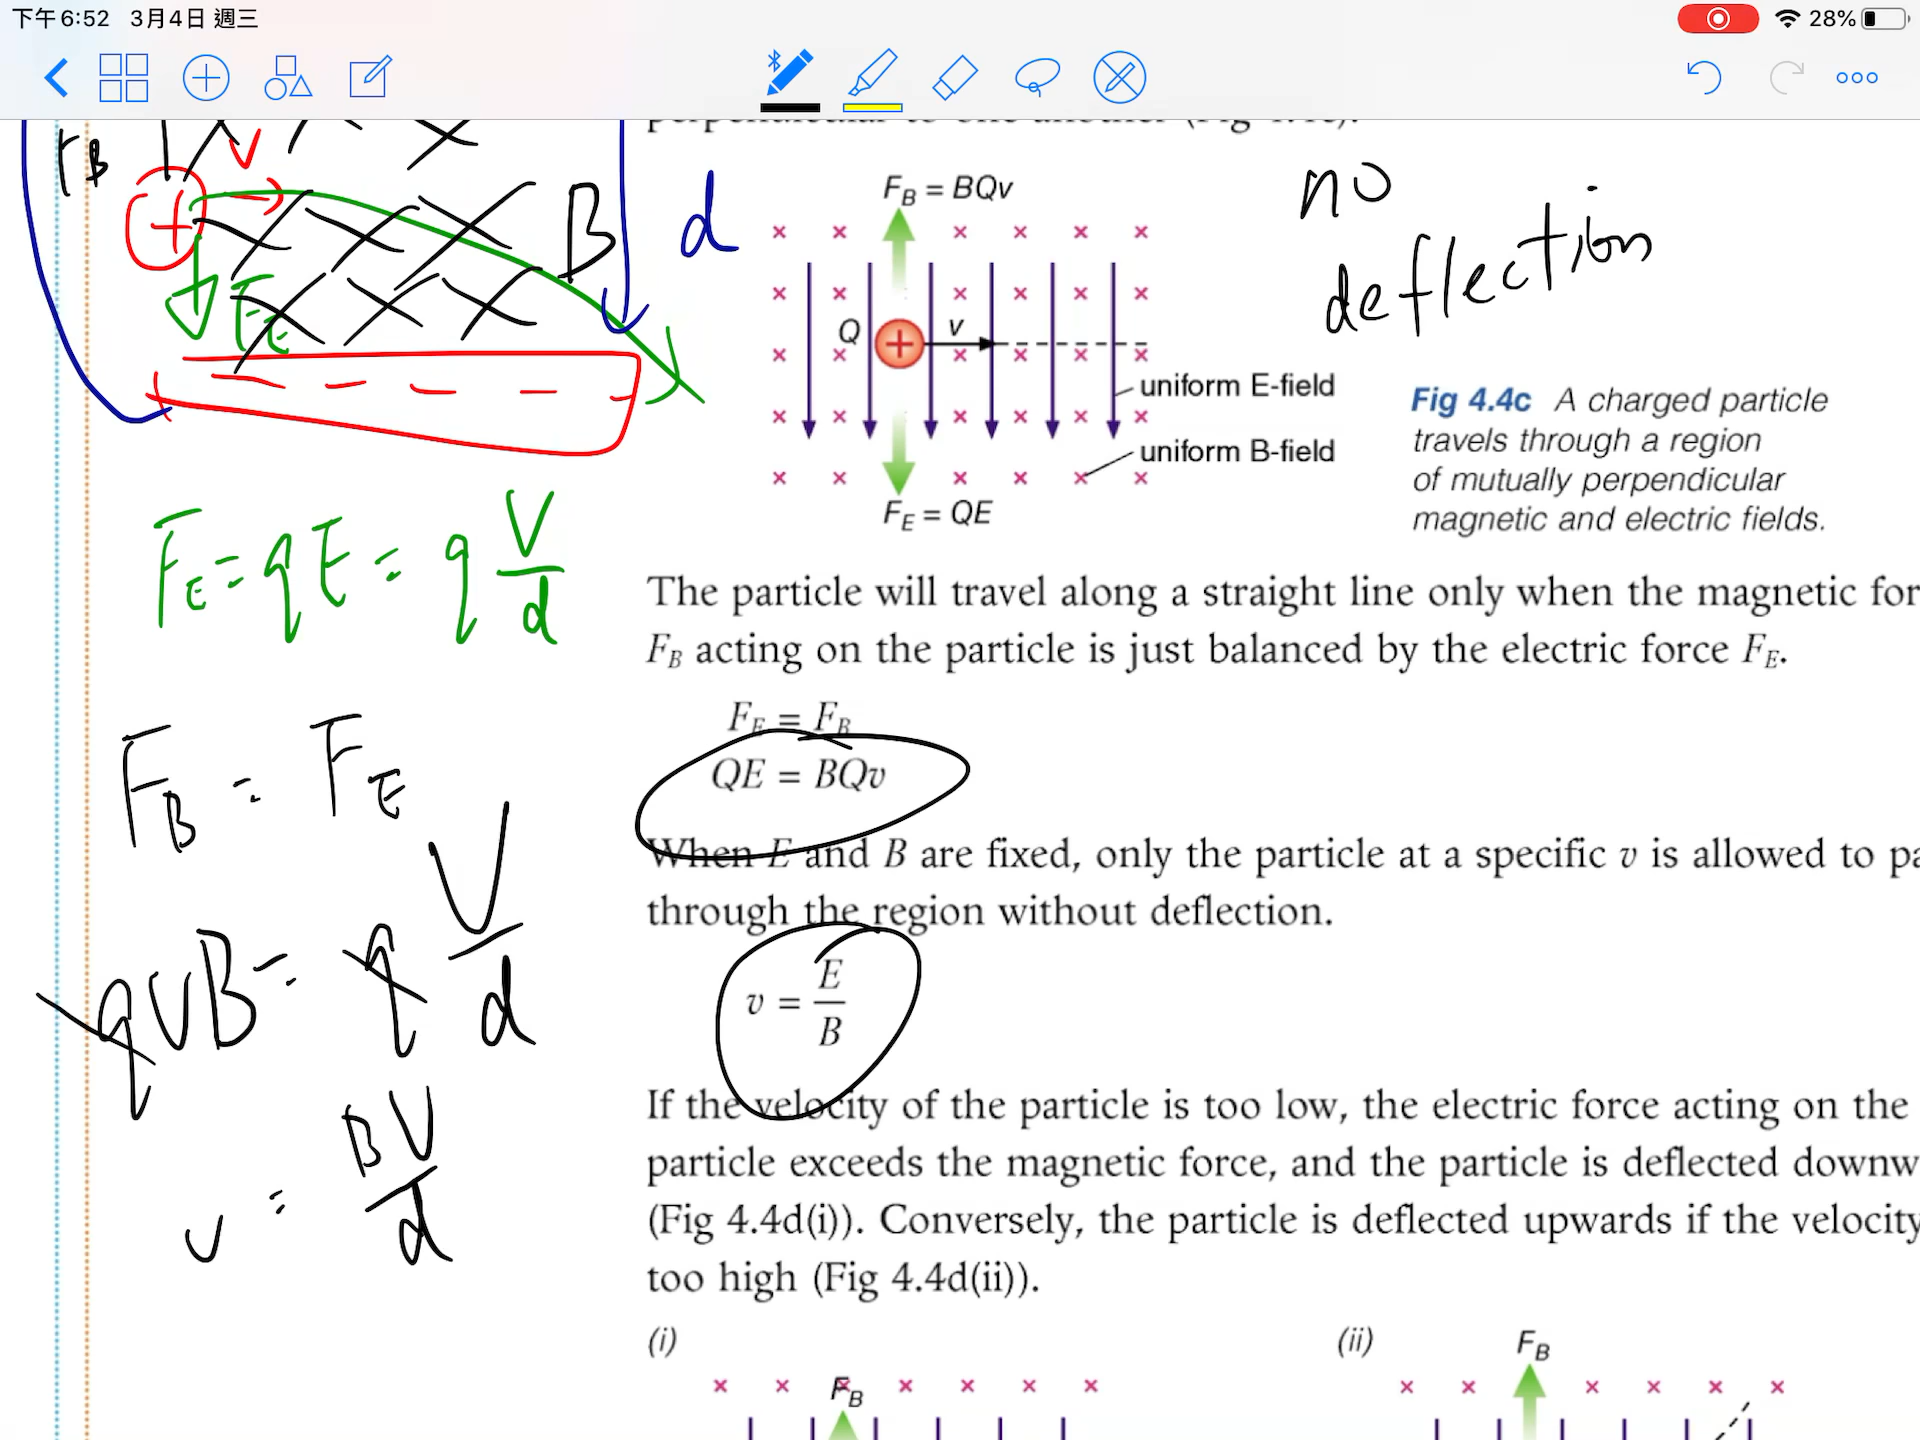 下午6:52 3月4日 週三
28%
perpendicular to one another (Fig 4.4c).
F_B
V
+
B
d
F_E
- - - - -
F_B = BQv
Q
+
v
uniform E-field
uniform B-field
F_E = QE
no
deflection
Fig 4.4c A charged particle
travels through a region
of mutually perpendicular
magnetic and electric fields.
F_E = qE = q V/d
The particle will travel along a straight line only when the magnetic for
F_B acting on the particle is just balanced by the electric force F_E.
F_B = F_E
F_E = F_B
QE = BQv
When E and B are fixed, only the particle at a specific v is allowed to pa
through the region without deflection.
qvB = q V/d
v = E/B
If the velocity of the particle is too low, the electric force acting on the
particle exceeds the magnetic force, and the particle is deflected downw
(Fig 4.4d(i)). Conversely, the particle is deflected upwards if the velocity
too high (Fig 4.4d(ii)).
v = BV/d
(i)
F_B
(ii)
F_B